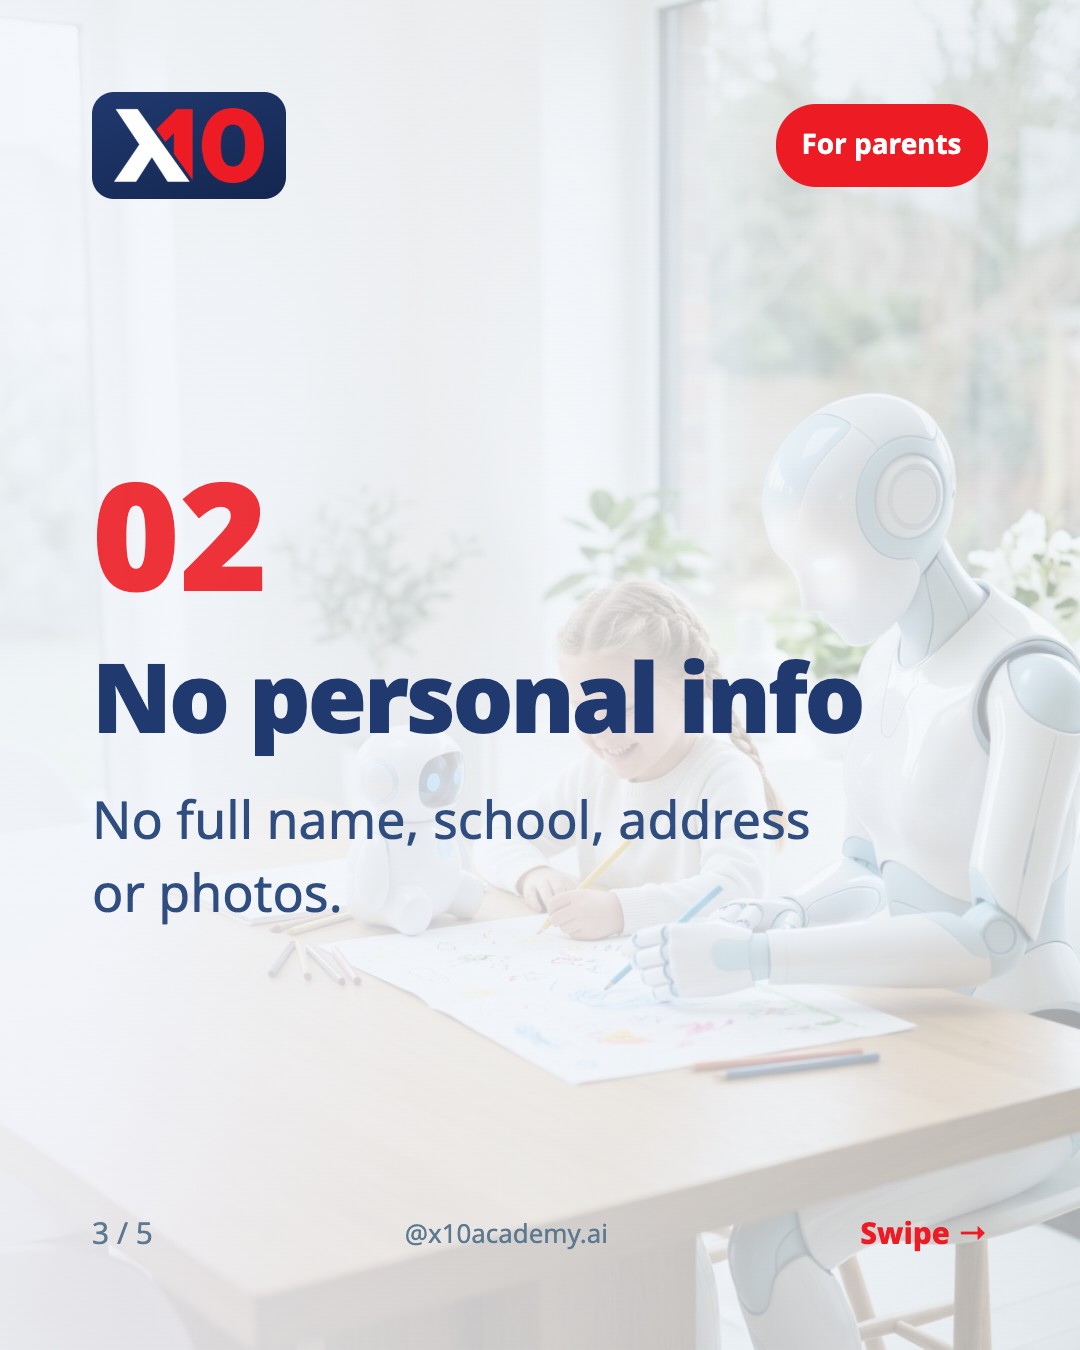 X10
For parents
02
No personal info
No full name, school, address
or photos.
3 / 5
@x10academy.ai
Swipe →